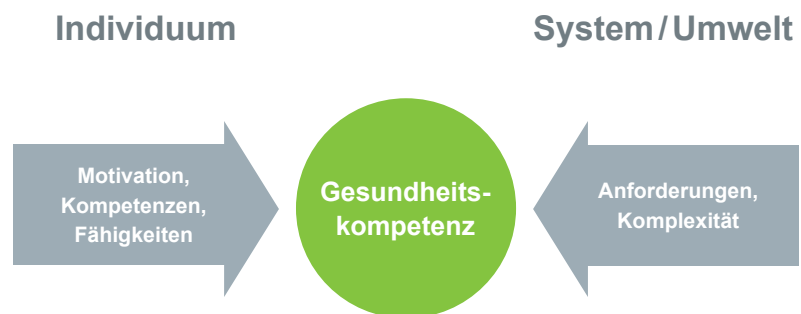 Individuum
System/Umwelt
Motivation,
Kompetenzen,
Fähigkeiten
Gesundheits-
kompetenz
Anforderungen,
Komplexität